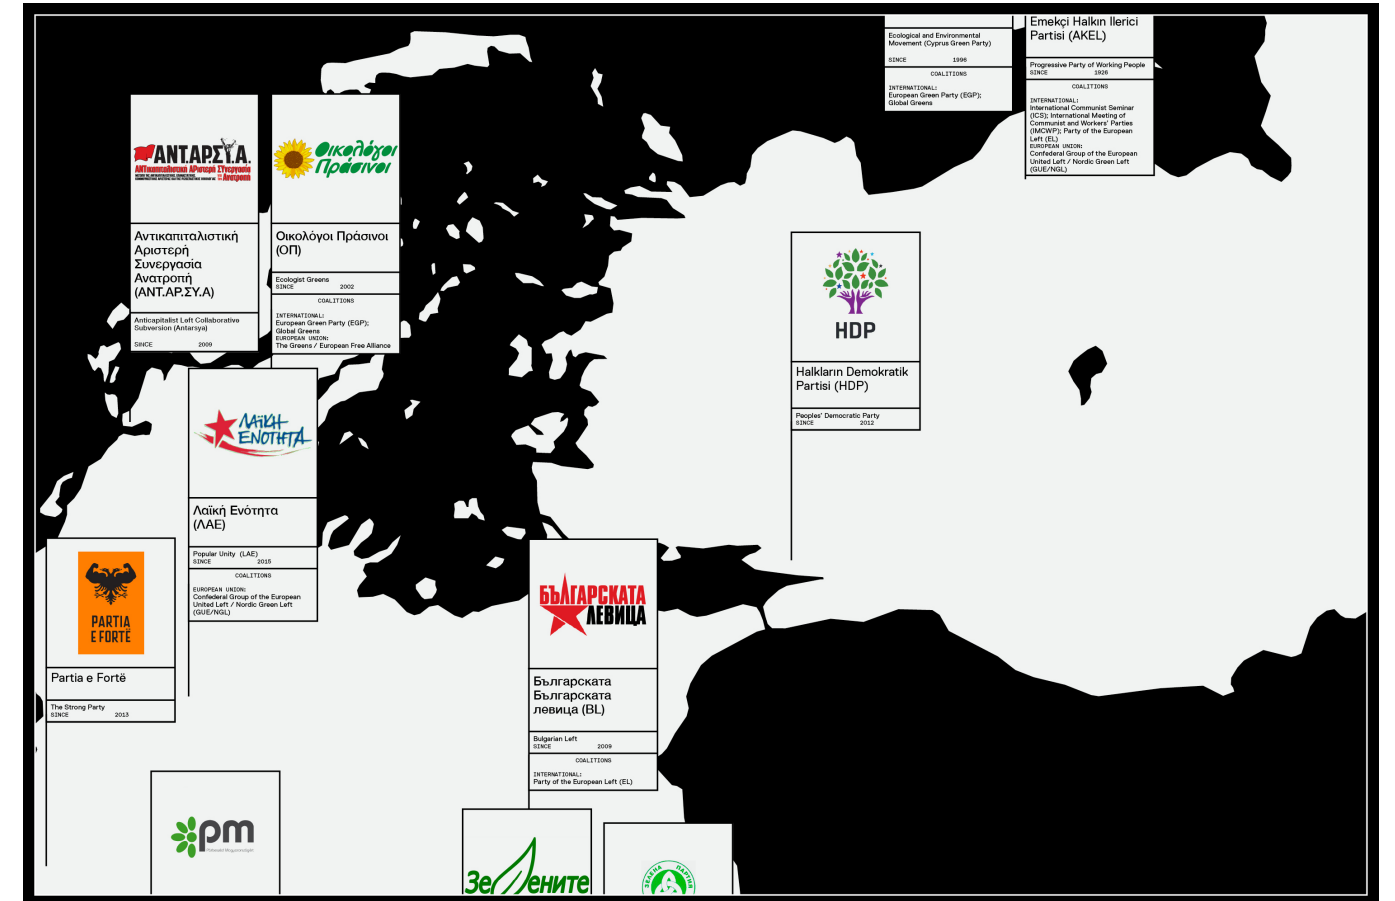 Ecological and Environmental
Movement (Cyprus Green Party)
SINCE 1996
COALITIONS
INTERNATIONAL:
European Green Party (EGP);
Global Greens
Emekçi Halkın Ilerici
Partisi (AKEL)
Progressive Party of Working People
SINCE 1926
COALITIONS
INTERNATIONAL:
International Communist Seminar
(ICS); International Meeting of
Communist and Workers' Parties
(IMCWP); Party of the European
Left (EL)
EUROPEAN UNION:
Confederal Group of the European
United Left / Nordic Green Left
(GUE/NGL)
ΑΝΤ.ΑΡ.ΣΥ.Α.
ΑΝΤικαπιταλιστική ΑΡιστερή ΣΥνεργασία
Ανατροπή
Αντικαπιταλιστική
Αριστερή
Συνεργασία
Ανατροπή
(ΑΝΤ.ΑΡ.ΣΥ.Α)
Anticapitalist Left Collaborative
Subversion (Antarsya)
SINCE 2009
Οικολόγοι
Πράσινοι
Οικολόγοι Πράσινοι
(ΟΠ)
Ecologist Greens
SINCE 2002
COALITIONS
INTERNATIONAL:
European Green Party (EGP);
Global Greens
EUROPEAN UNION:
The Greens / European Free Alliance
HDP
Halkların Demokratik
Partisi (HDP)
Peoples' Democratic Party
SINCE 2012
ΛΑΪΚΗ
ΕΝΟΤΗΤΑ
Λαϊκή Ενότητα
(ΛΑΕ)
Popular Unity (LAE)
SINCE 2015
COALITIONS
EUROPEAN UNION:
Confederal Group of the European
United Left / Nordic Green Left
(GUE/NGL)
PARTIA
E FORTË
Partia e Fortë
The Strong Party
SINCE 2013
БЪЛГАРСКАТА
ЛЕВИЦА
Българската
Българската
левица (BL)
Bulgarian Left
SINCE 2009
COALITIONS
INTERNATIONAL:
Party of the European Left (EL)
pm
Зелените
ЗЕЛЕНА ПАРТИЯ